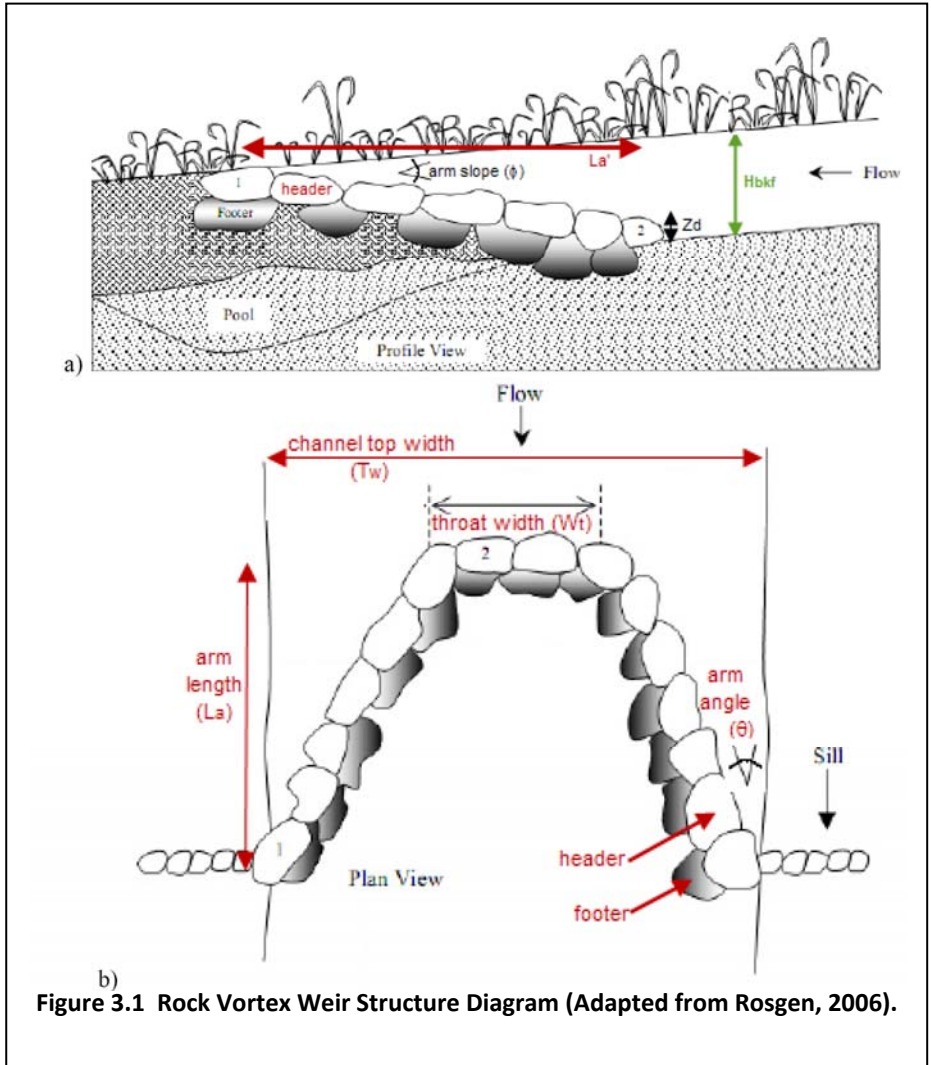 La'
arm slope (ϕ)
Hbkf
Flow
1
header
Footer
2
Zd
Pool
Profile View
a)
Flow
channel top width
(Tw)
throat width (Wt)
2
arm
length
(La)
arm
angle
(θ)
Sill
1
Plan View
header
footer
b)
Figure 3.1 Rock Vortex Weir Structure Diagram (Adapted from Rosgen, 2006).